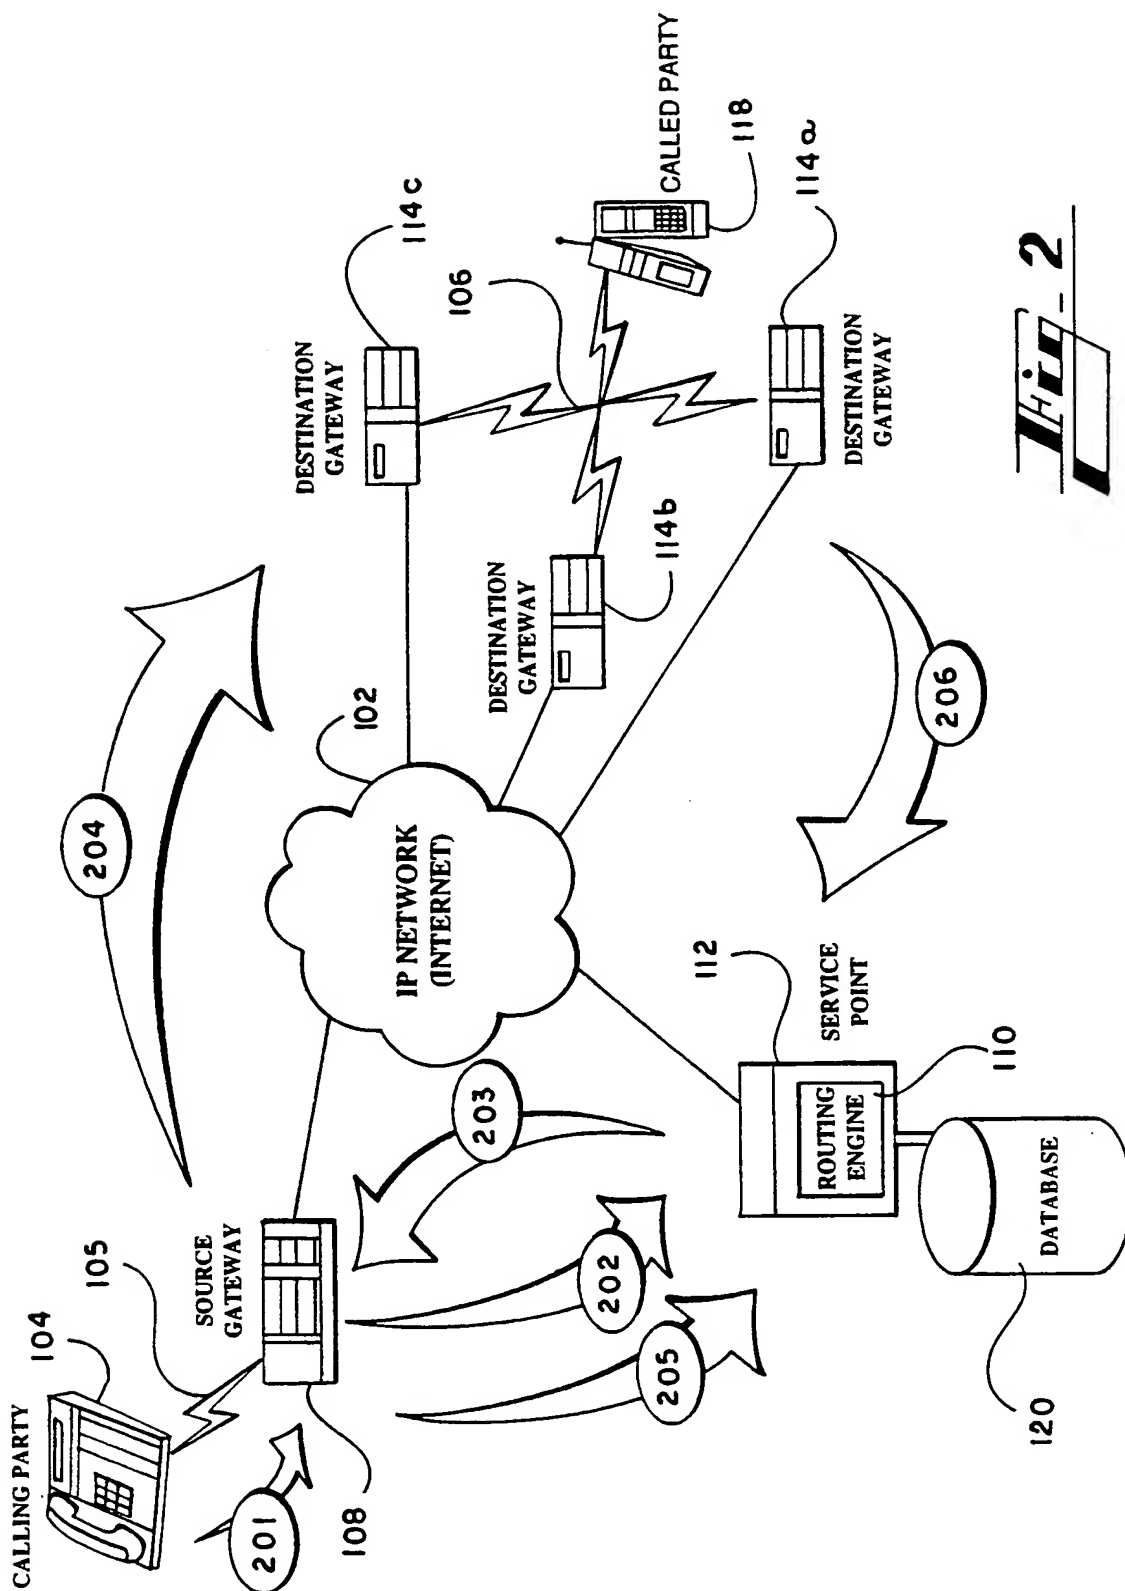 CALLING PARTY
104
105
201
SOURCE
GATEWAY
108
204
203
202
205
102
IP NETWORK
(INTERNET)
112
SERVICE
POINT
ROUTING
ENGINE
110
DATABASE
120
DESTINATION
GATEWAY
114c
106
DESTINATION
GATEWAY
114b
CALLED PARTY
118
114a
DESTINATION
GATEWAY
206
Fig. 2